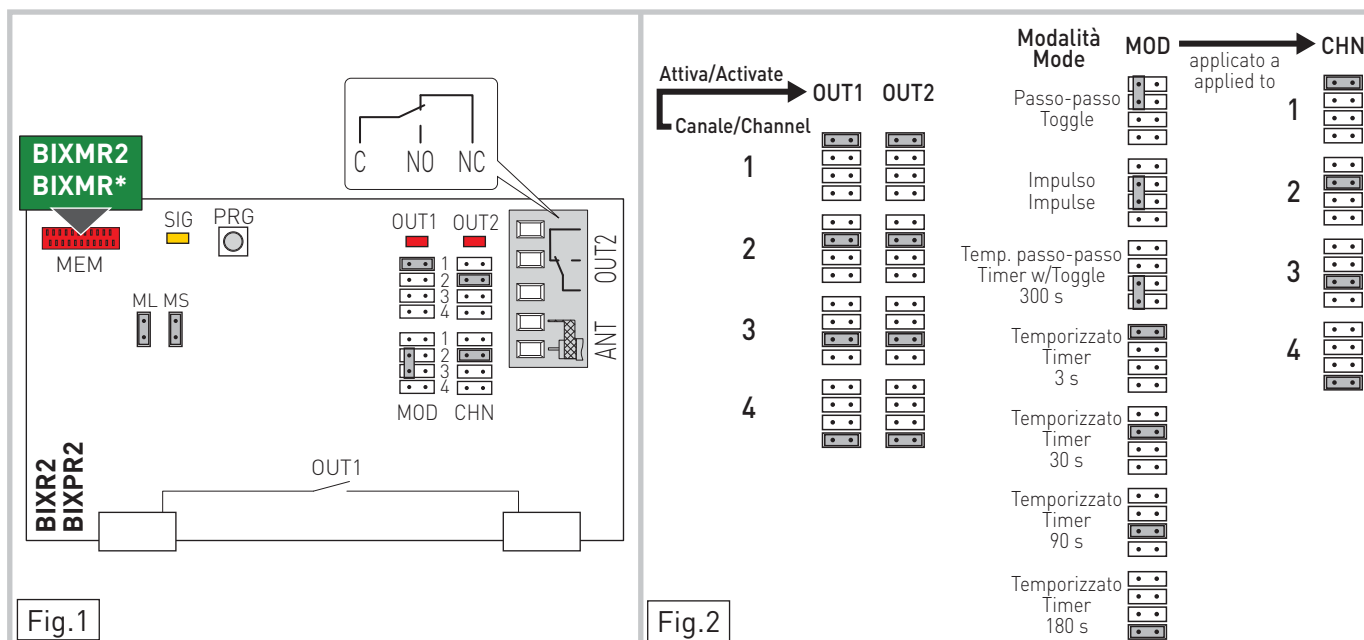 C NO NC
BIXMR2
BIXMR*
SIG PRG
MEM
ML MS
OUT1 OUT2
1
2
3
4
1
2
3
4
MOD CHN
OUT2
ANT
OUT1
BIXR2
BIXPR2
Fig.1
Attiva/Activate
OUT1 OUT2
Canale/Channel
1
2
3
4
Modalità
Mode
MOD
applicato a
applied to
CHN
Passo-passo
Toggle
Impulso
Impulse
Temp. passo-passo
Timer w/Toggle
300 s
Temporizzato
Timer
3 s
Temporizzato
Timer
30 s
Temporizzato
Timer
90 s
Temporizzato
Timer
180 s
1
2
3
4
Fig.2